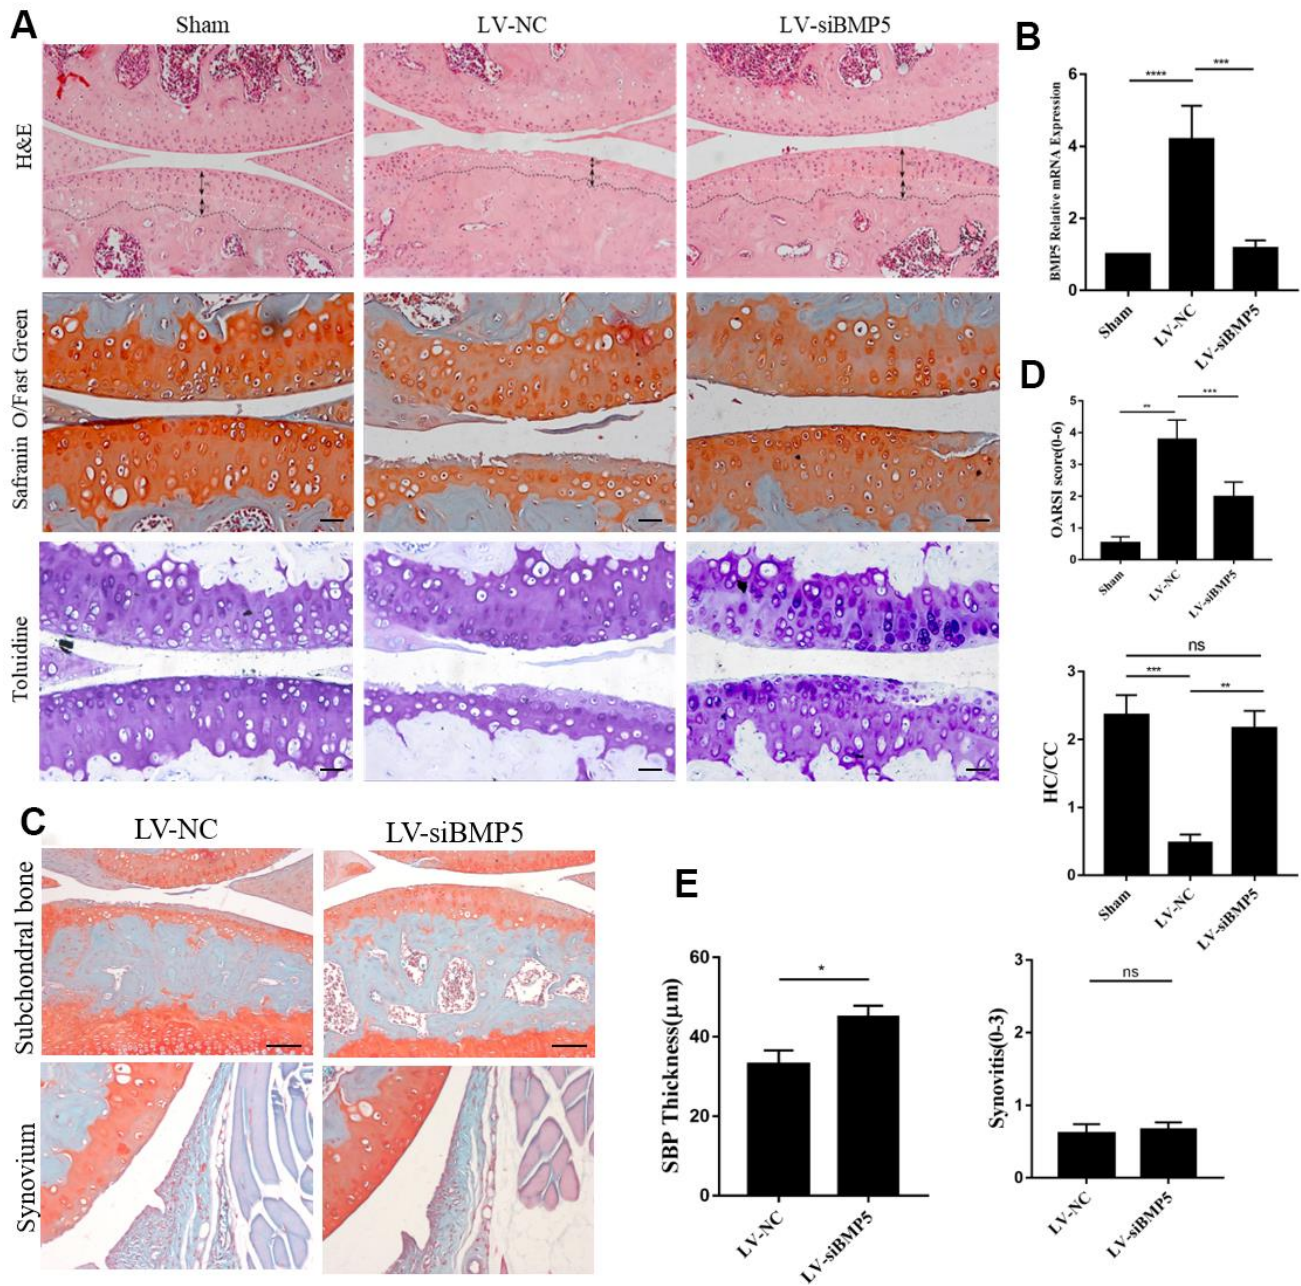 A
Sham
LV-NC
LV-siBMP5
H&E
Safranin O/Fast Green
Toluidine
B
BMP5 Relative mRNA Expression
6
4
2
0
****
***
Sham
LV-NC
LV-siBMP5
C
LV-NC
LV-siBMP5
Subchondral bone
Synovium
D
OARSI score(0-6)
5
4
3
2
1
0
**
***
Sham
LV-NC
LV-siBMP5
HC/CC
3
2
1
0
ns
***
**
Sham
LV-NC
LV-siBMP5
E
SBP Thickness(μm)
60
40
20
0
*
LV-NC
LV-siBMP5
Synovitis(0-3)
3
2
1
0
ns
LV-NC
LV-siBMP5